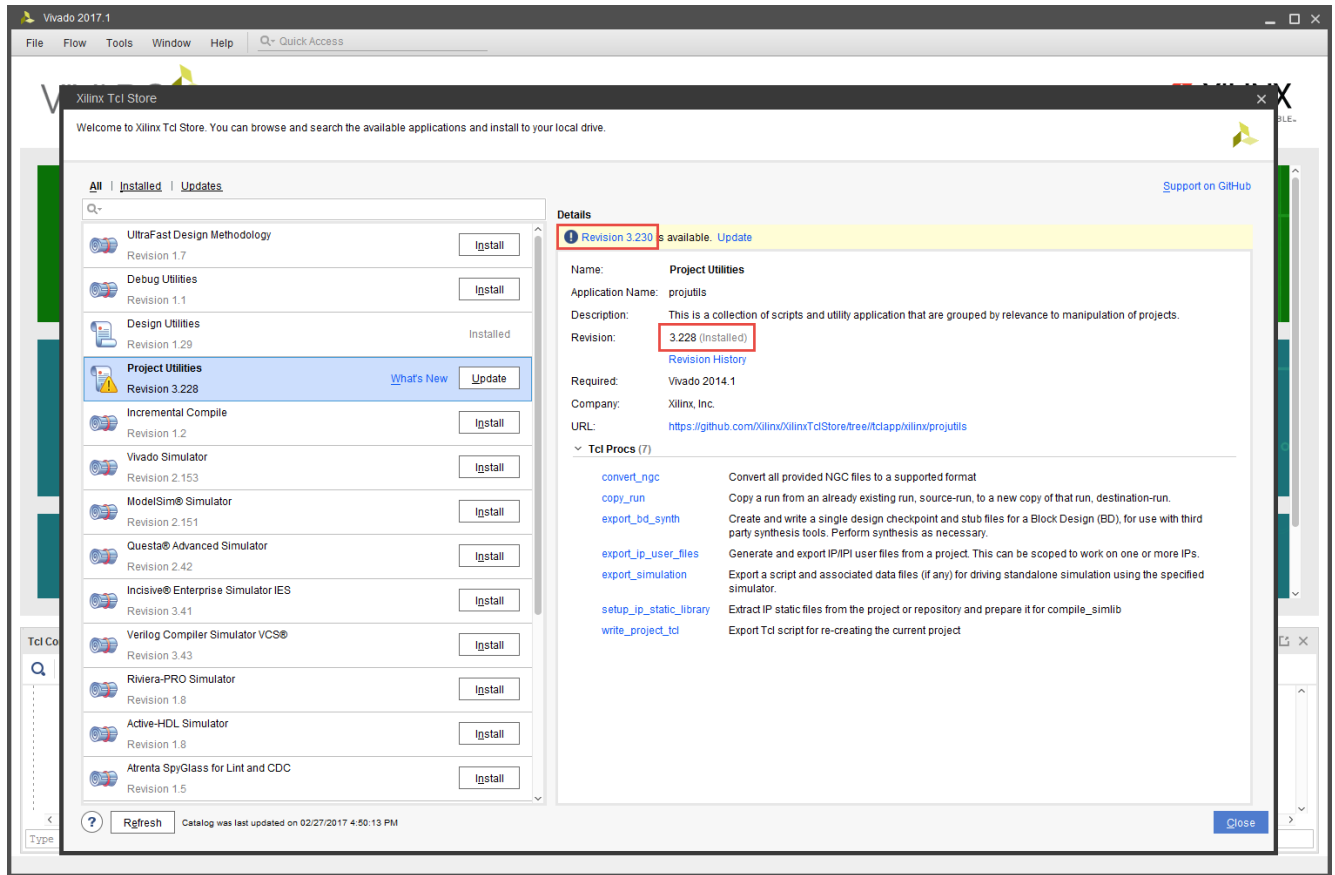 Vivado 2017.1
File Flow Tools Window Help Quick Access
Xilinx Tcl Store
Welcome to Xilinx Tcl Store. You can browse and search the available applications and install to your local drive.
All | Installed | Updates
Support on GitHub
UltraFast Design Methodology
Revision 1.7
Install
Debug Utilities
Revision 1.1
Install
Design Utilities
Revision 1.29
Installed
Project Utilities
Revision 3.228
What's New
Update
Incremental Compile
Revision 1.2
Install
Vivado Simulator
Revision 2.153
Install
ModelSim® Simulator
Revision 2.151
Install
Questa® Advanced Simulator
Revision 2.42
Install
Incisive® Enterprise Simulator IES
Revision 3.41
Install
Verilog Compiler Simulator VCS®
Revision 3.43
Install
Riviera-PRO Simulator
Revision 1.8
Install
Active-HDL Simulator
Revision 1.8
Install
Atrenta SpyGlass for Lint and CDC
Revision 1.5
Install
Details
Revision 3.230 is available. Update
Name: Project Utilities
Application Name: projutils
Description: This is a collection of scripts and utility application that are grouped by relevance to manipulation of projects.
Revision: 3.228 (Installed)
Revision History
Required: Vivado 2014.1
Company: Xilinx, Inc.
URL: https://github.com/Xilinx/XilinxTclStore/tree//tclapp/xilinx/projutils
Tcl Procs (7)
convert_ngc Convert all provided NGC files to a supported format
copy_run Copy a run from an already existing run, source-run, to a new copy of that run, destination-run.
export_bd_synth Create and write a single design checkpoint and stub files for a Block Design (BD), for use with third
party synthesis tools. Perform synthesis as necessary.
export_ip_user_files Generate and export IP/IPI user files from a project. This can be scoped to work on one or more IPs.
export_simulation Export a script and associated data files (if any) for driving standalone simulation using the specified
simulator.
setup_ip_static_library Extract IP static files from the project or repository and prepare it for compile_simlib
write_project_tcl Export Tcl script for re-creating the current project
Tcl Co
? Refresh Catalog was last updated on 02/27/2017 4:50:13 PM
Close
Type